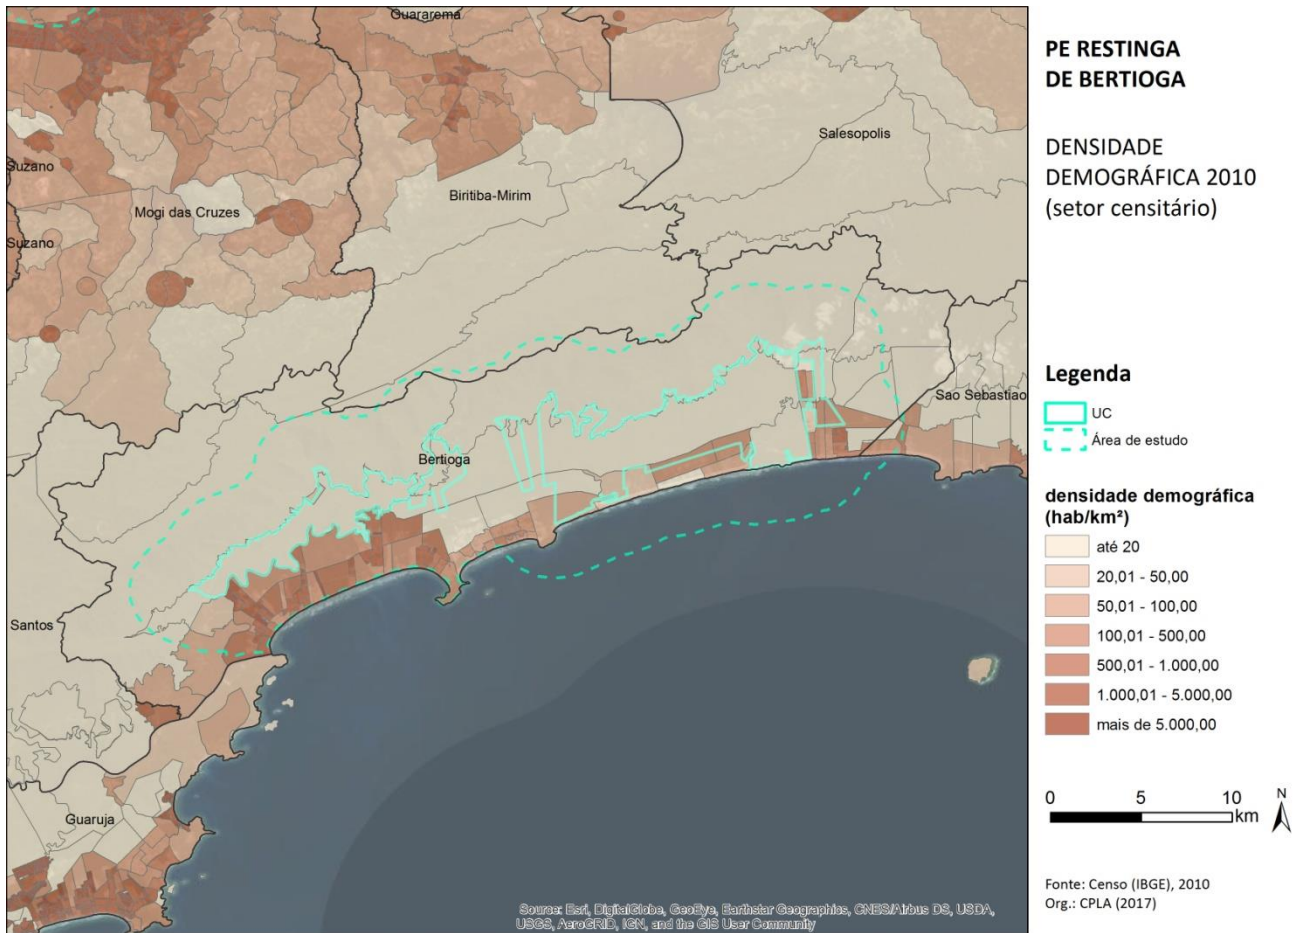 Guararema
Salesopolis
Suzano
Biritiba-Mirim
Mogi das Cruzes
Suzano
Sao Sebastiao
Bertioga
Santos
Guaruja
Source: Esri, DigitalGlobe, GeoEye, Earthstar Geographics, CNES/Airbus DS, USDA,
USGS, AeroGRID, IGN, and the GIS User Community
PE RESTINGA
DE BERTIOGA
DENSIDADE
DEMOGRÁFICA 2010
(setor censitário)
Legenda
UC
Área de estudo
densidade demográfica
(hab/km²)
até 20
20,01 - 50,00
50,01 - 100,00
100,01 - 500,00
500,01 - 1.000,00
1.000,01 - 5.000,00
mais de 5.000,00
0 5 10
km
N
Fonte: Censo (IBGE), 2010
Org.: CPLA (2017)